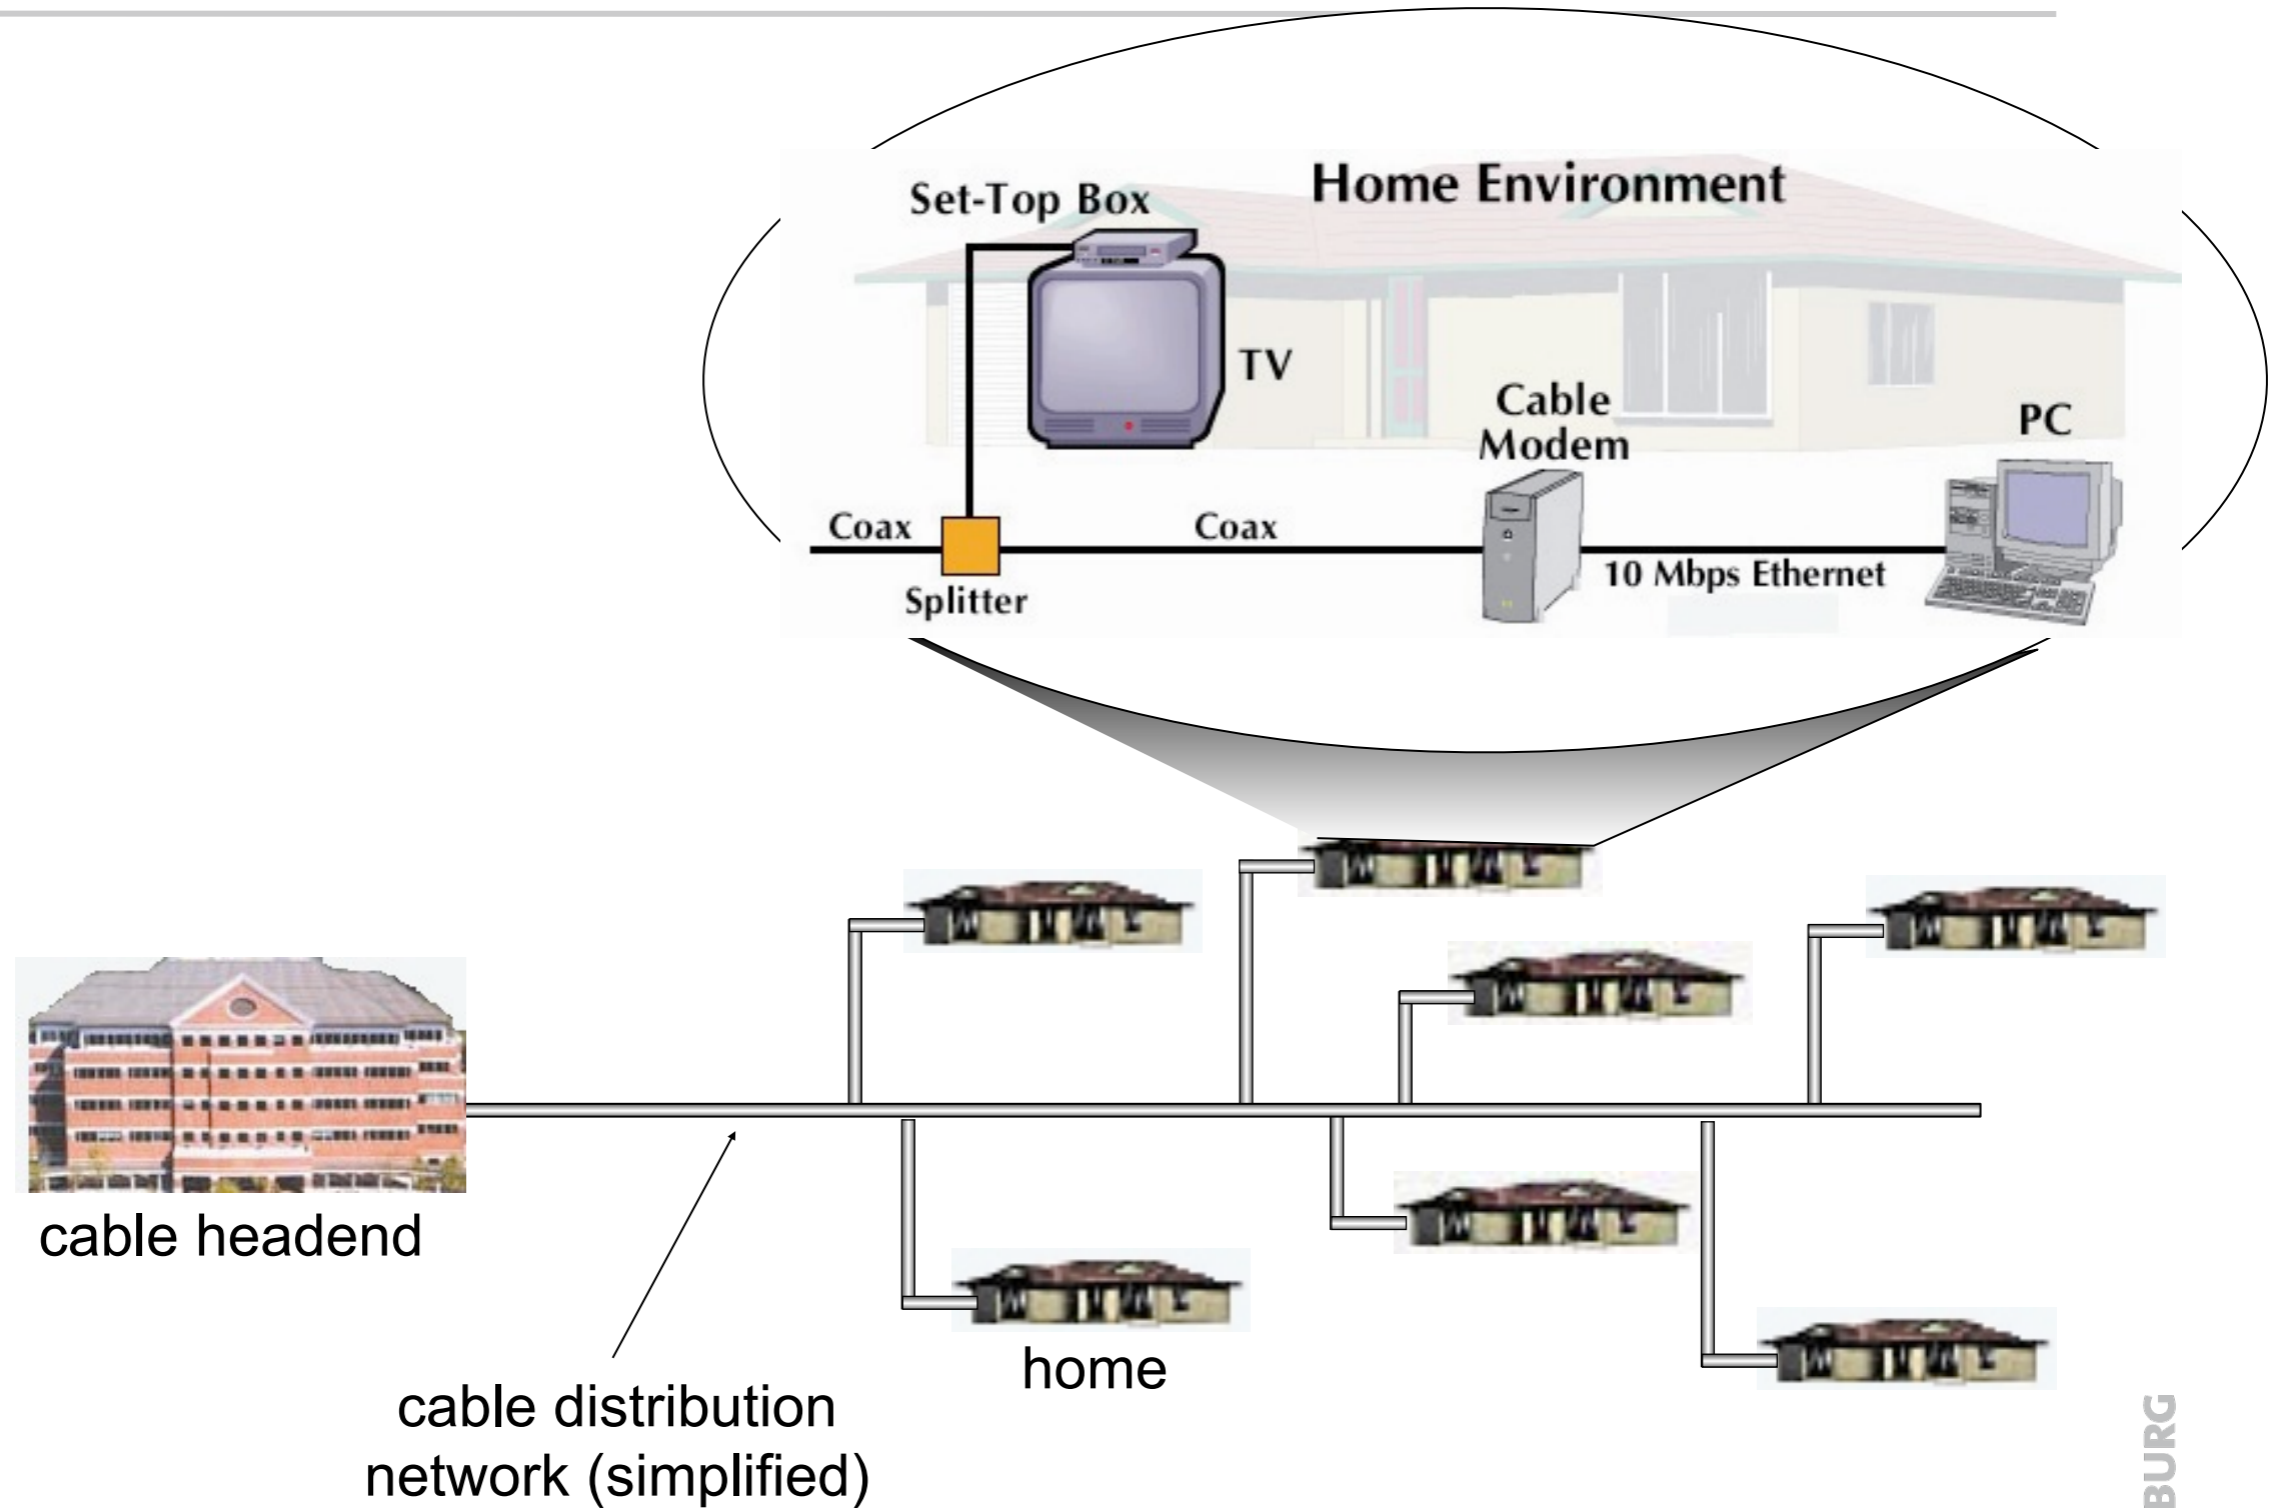 Home Environment
Set-Top Box
TV
Cable
Modem
PC
Coax
Coax
10 Mbps Ethernet
Splitter
cable headend
home
cable distribution
network (simplified)
BURG